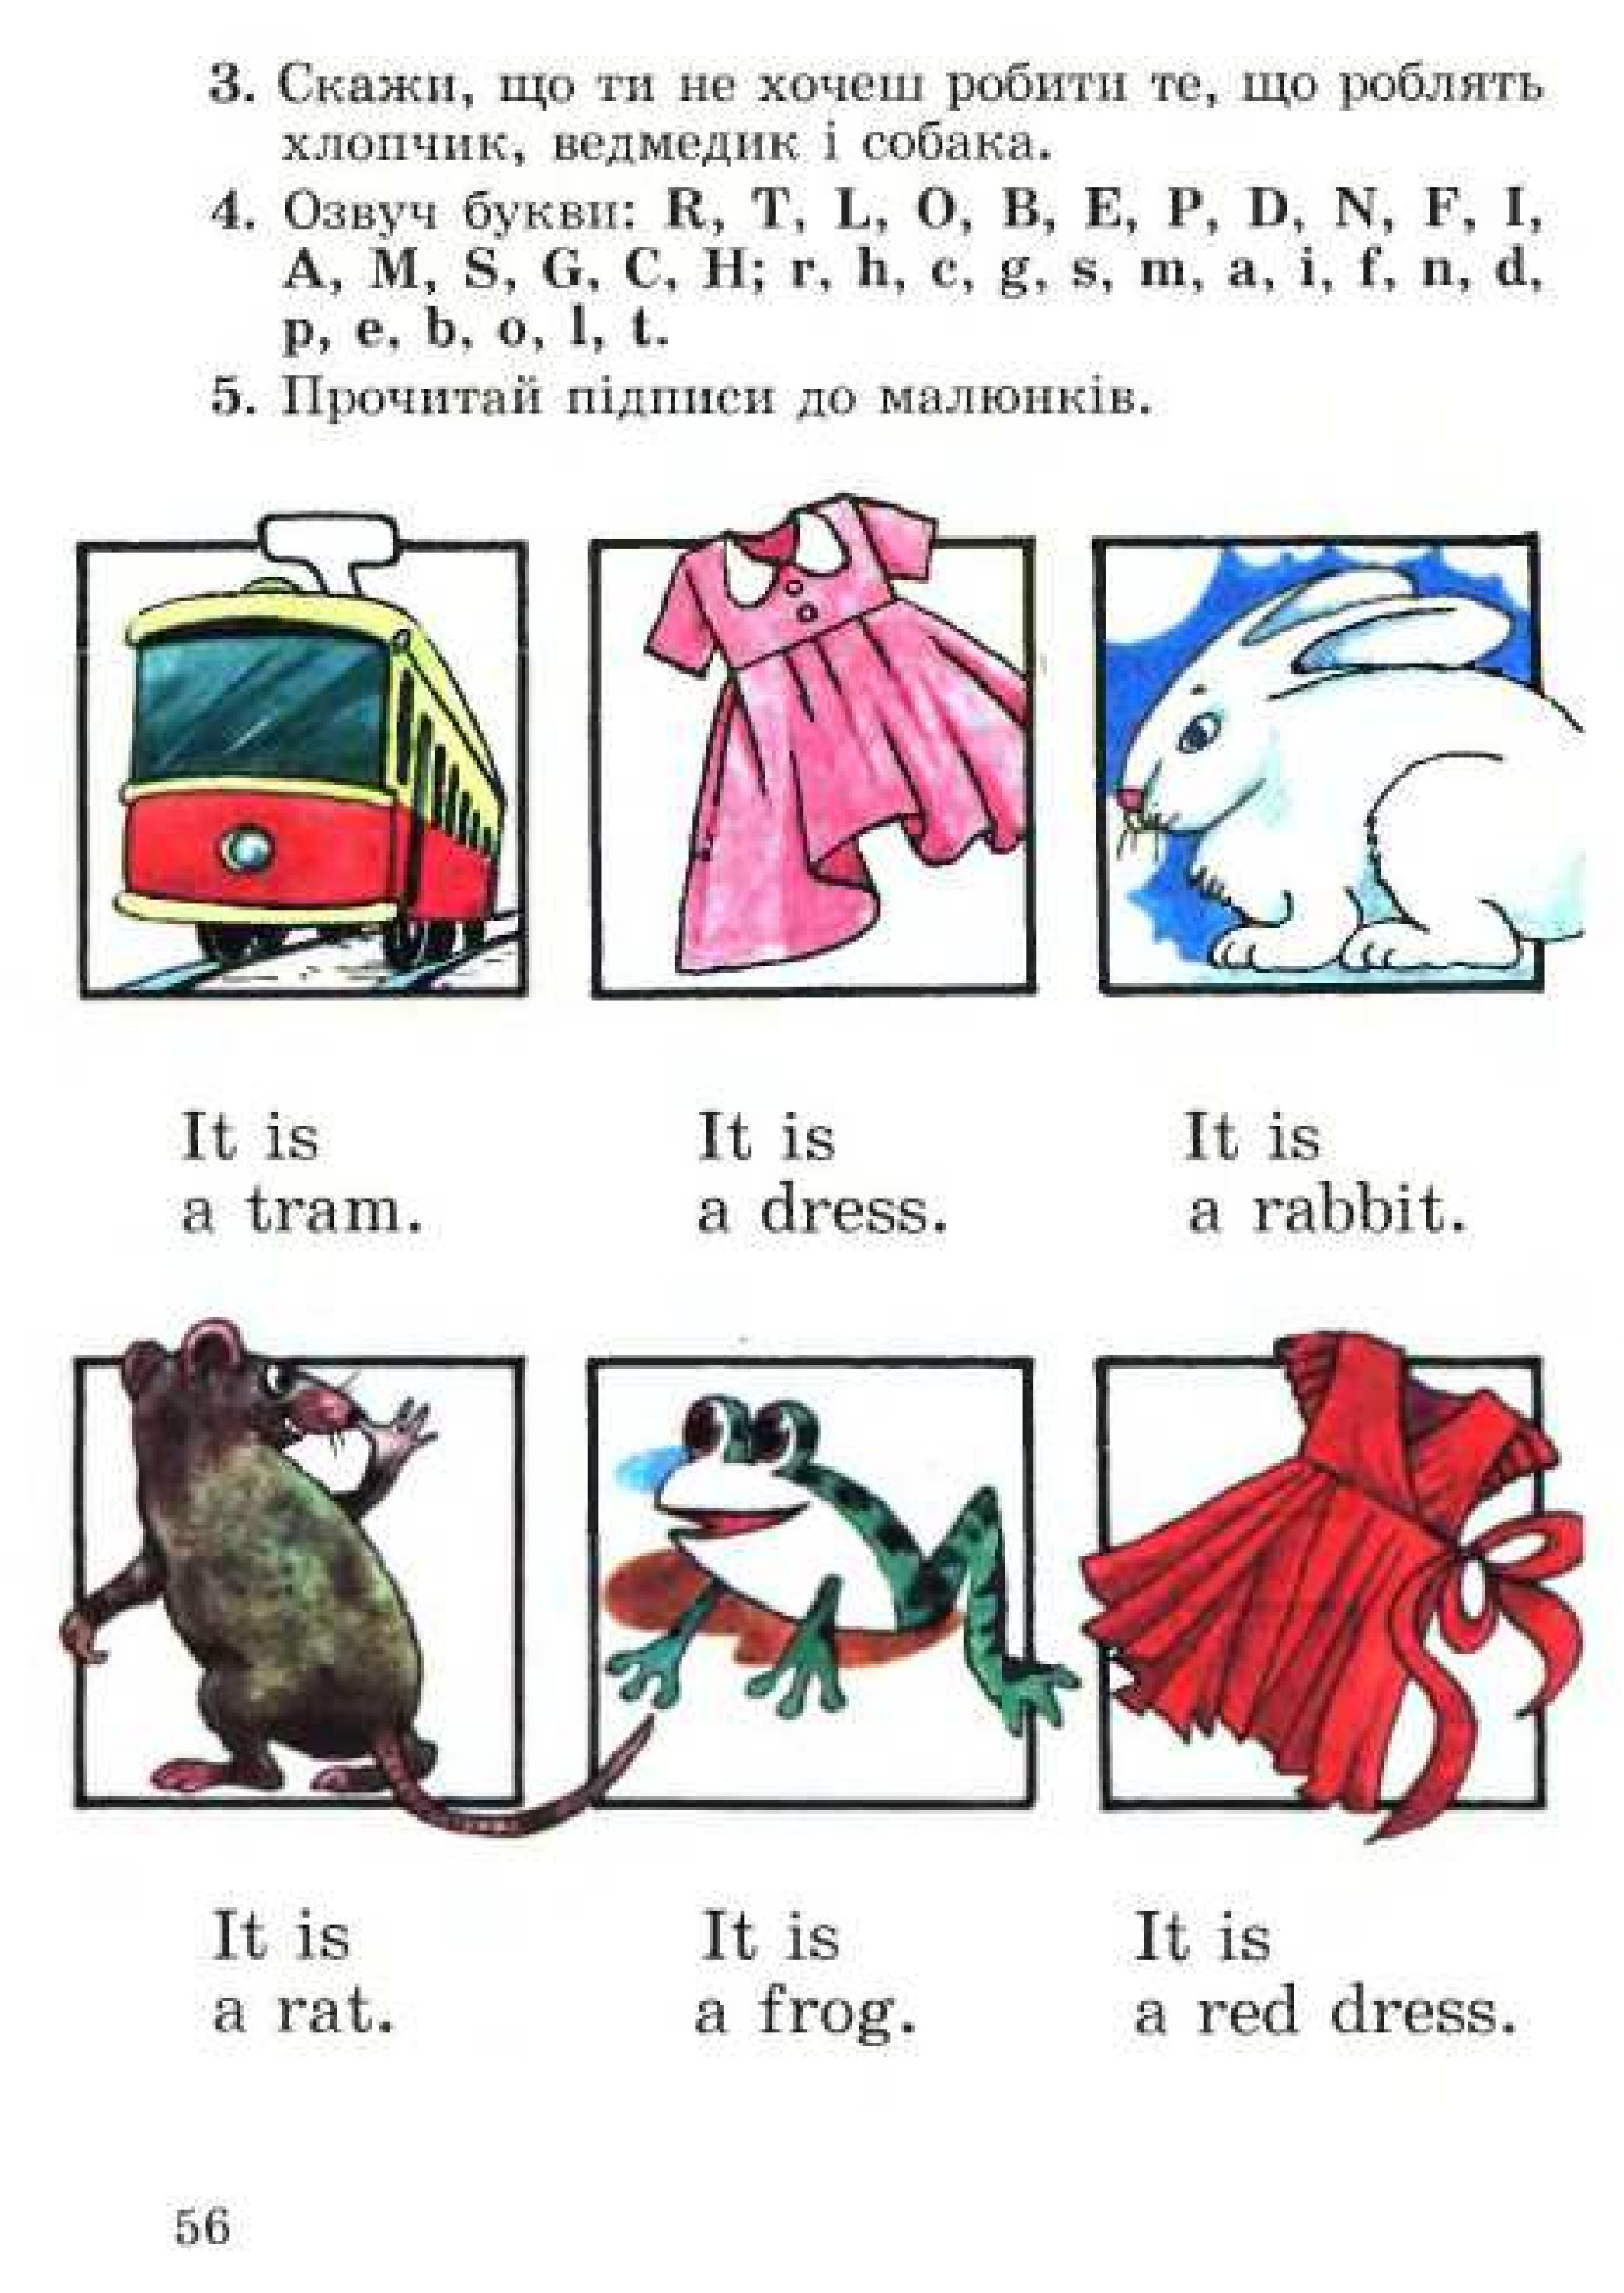 3. Скажи, що ти не хочеш робити те, що роблять
хлопчик, ведмедик і собака.
4. Озвуч букви: R, T, L, O, B, E, P, D, N, F, I,
A, M, S, G, C, H; r, h, c, g, s, m, a, i, f, n, d,
p, e, b, o, l, t.
5. Прочитай підписи до малюнків.
It is
a tram.
It is
a dress.
It is
a rabbit.
It is
a rat.
It is
a frog.
It is
a red dress.
56